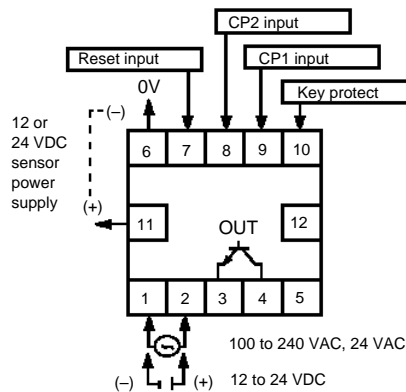 CP2 input
Reset input
CP1 input
0V
Key protect
12 or
24 VDC
sensor
power
supply
(–)
(+)
6 7 8 9 10
11 12
OUT
1 2 3 4 5
100 to 240 VAC, 24 VAC
(–) (+) 12 to 24 VDC